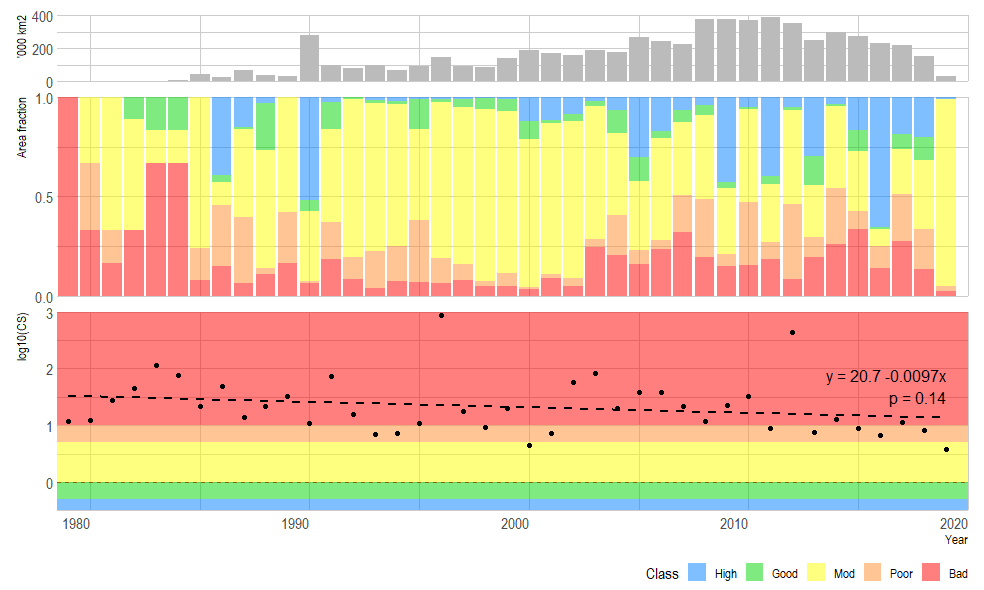 '000 km2
400
200
0
Area fraction
1.0
0.5
0.0
log10(CS)
3
2
1
0
y = 20.7 -0.0097x
p = 0.14
1980 1990 2000 2010 2020
Year
Class High Good Mod Poor Bad